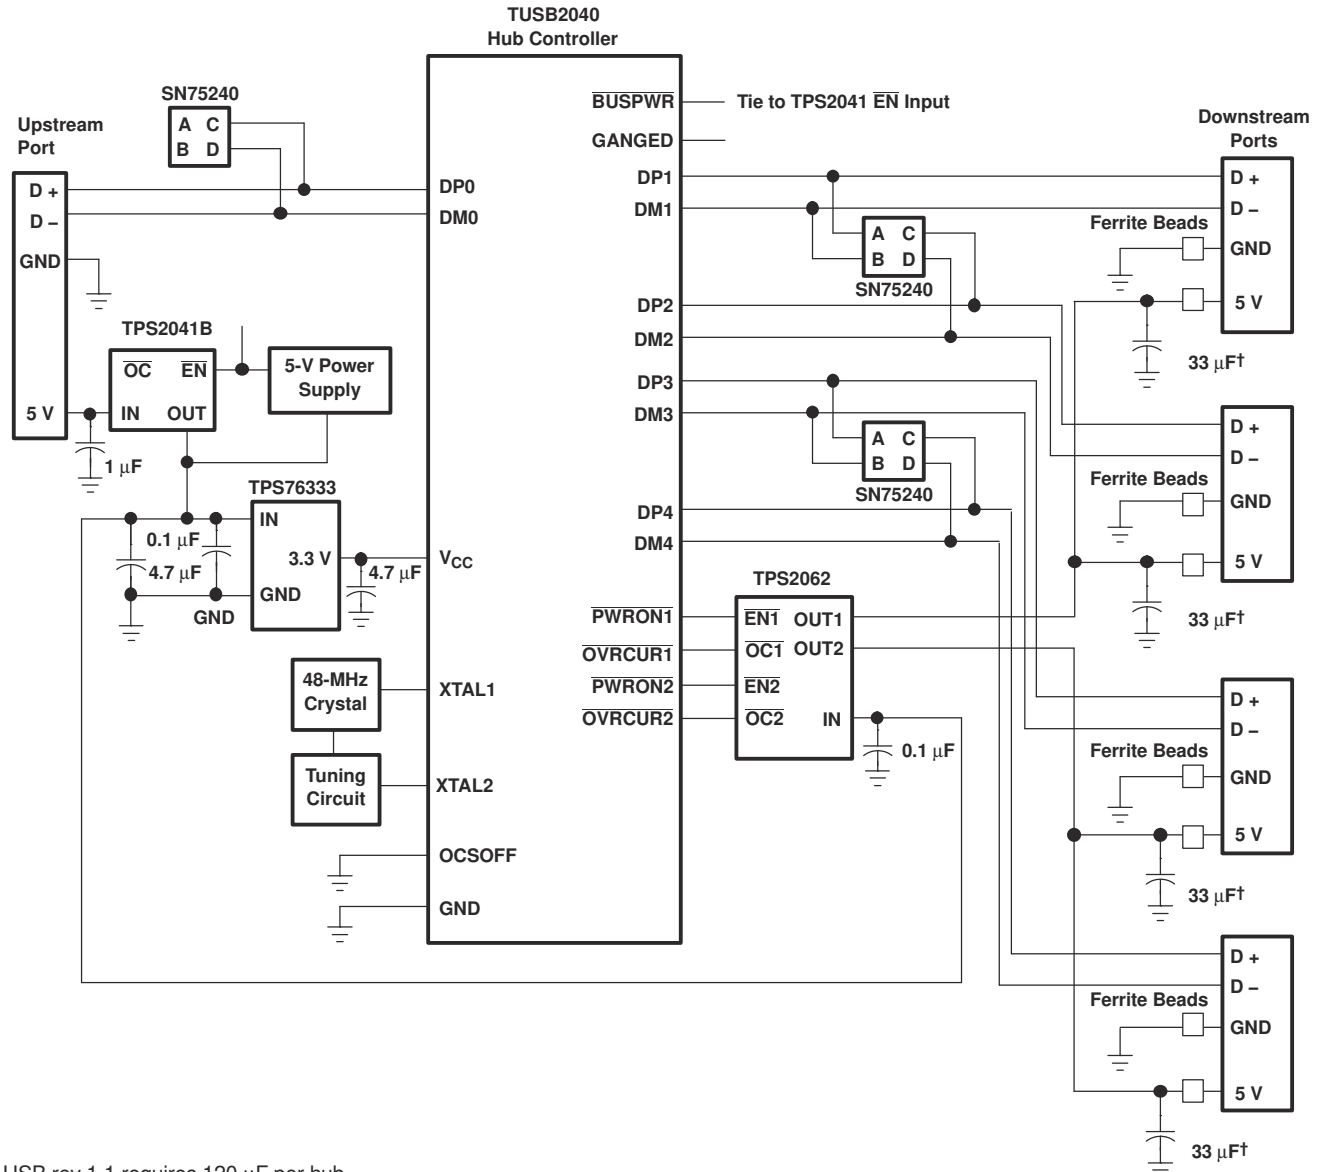 TUSB2040
Hub Controller
SN75240
A C
B D
Upstream
Port
D +
D −
GND
5 V
BUSPWR
Tie to TPS2041 EN Input
GANGED
DP0
DM0
DP1
DM1
Downstream
Ports
D +
D −
Ferrite Beads
GND
5 V
33 µF†
A C
B D
SN75240
DP2
DM2
TPS2041B
OC EN
IN OUT
5-V Power
Supply
1 µF
DP3
DM3
D +
D −
Ferrite Beads
GND
5 V
33 µF†
A C
B D
SN75240
DP4
DM4
TPS76333
IN
3.3 V
GND
0.1 µF
4.7 µF
GND
4.7 µF
VCC
TPS2062
PWRON1
OVRCUR1
PWRON2
OVRCUR2
EN1 OUT1
OC1 OUT2
EN2
OC2 IN
0.1 µF
48-MHz
Crystal
XTAL1
Tuning
Circuit
XTAL2
OCSOFF
GND
D +
D −
Ferrite Beads
GND
5 V
33 µF†
D +
D −
Ferrite Beads
GND
5 V
33 µF†